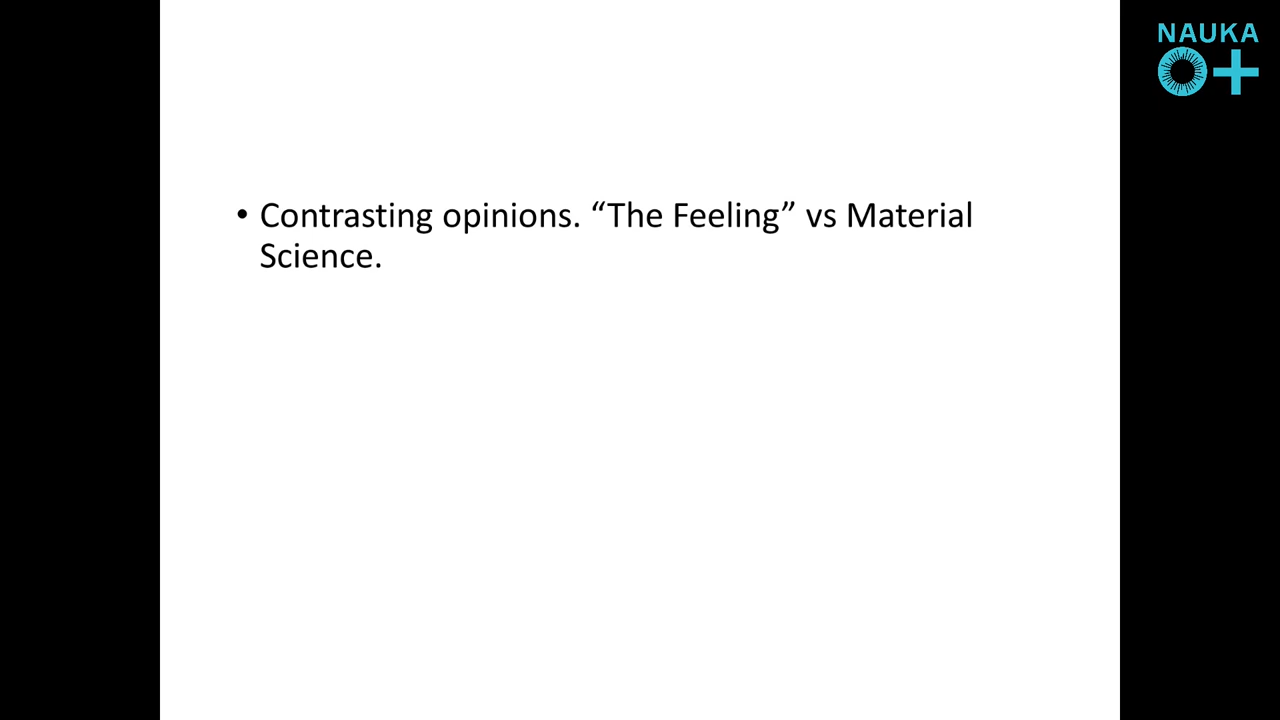 NAUKA
O+
• Contrasting opinions. “The Feeling” vs Material
Science.